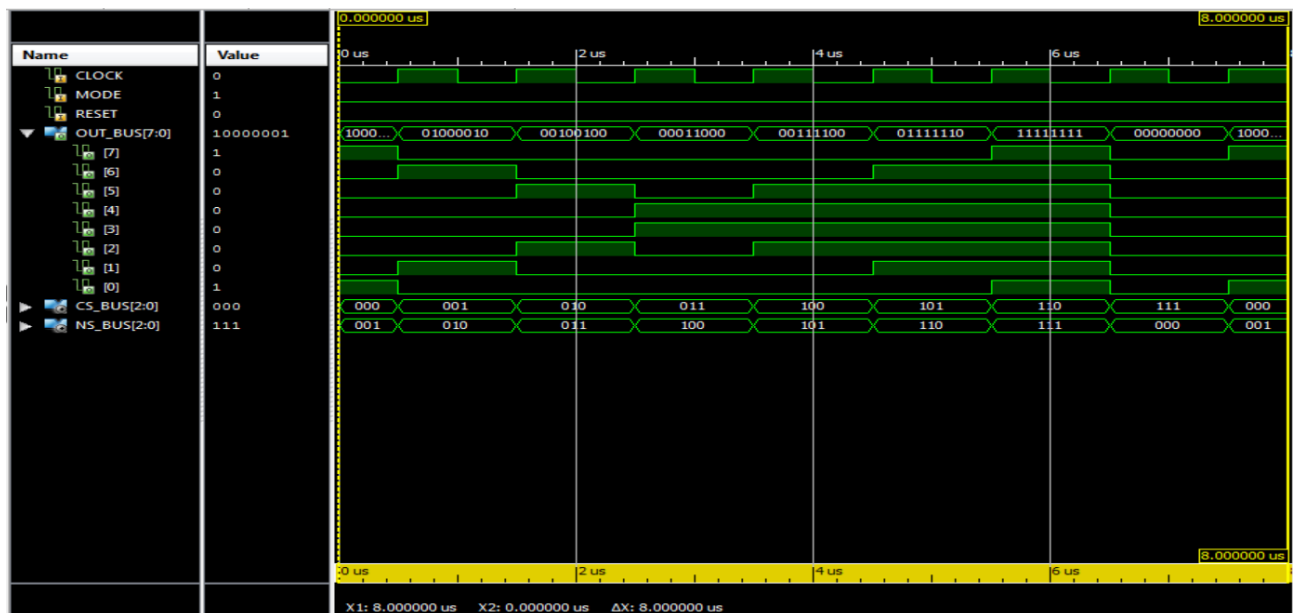 0.000000 us 8.000000 us
Name Value 0 us 2 us 4 us 6 us
CLOCK 0
MODE 1
RESET 0
OUT_BUS[7:0] 10000001 1000... 01000010 00100100 00011000 00111100 01111110 11111111 00000000 1000...
[7] 1
[6] 0
[5] 0
[4] 0
[3] 0
[2] 0
[1] 0
[0] 1
CS_BUS[2:0] 000 000 001 010 011 100 101 110 111 000
NS_BUS[2:0] 111 001 010 011 100 101 110 111 000 001
8.000000 us
0 us 2 us 4 us 6 us
X1: 8.000000 us X2: 0.000000 us ΔX: 8.000000 us